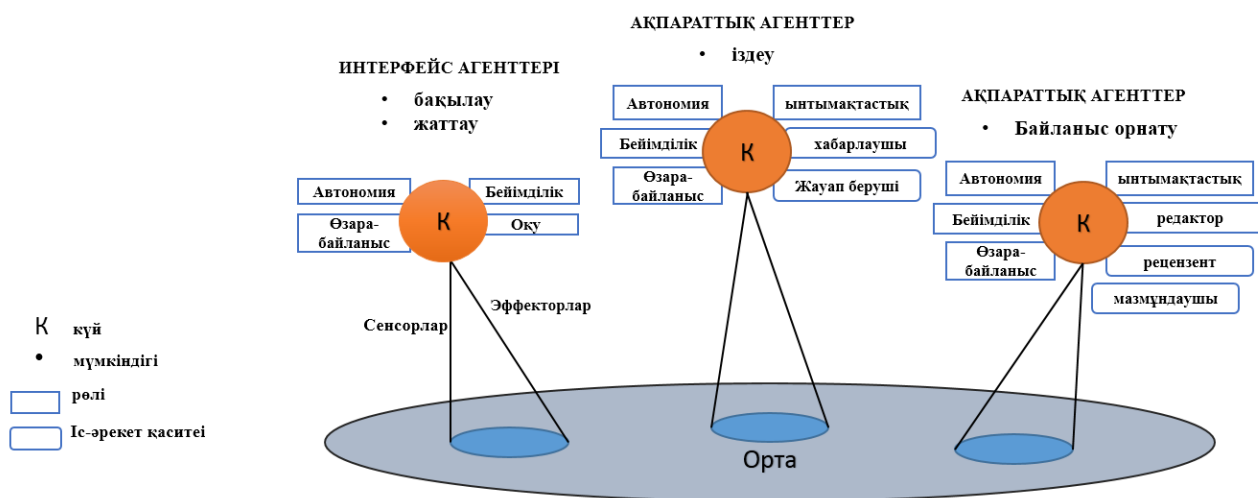 АҚПАРАТТЫҚ АГЕНТТЕР
• іздеу
ИНТЕРФЕЙС АГЕНТТЕРІ
• бақылау
• жаттау
АҚПАРАТТЫҚ АГЕНТТЕР
• Байланыс орнату
Автономия
Өзара-
байланыс
К
Бейімділік
Оқу
Сенсорлар
Эффекторлар
Автономия
Бейімділік
Өзара-
байланыс
К
ынтымақтастық
хабарлаушы
Жауап беруші
Автономия
Бейімділік
Өзара-
байланыс
К
ынтымақтастық
редактор
рецензент
мазмұндаушы
К күй
• мүмкіндігі
рөлі
Іс-әрекет қаситеі
Орта